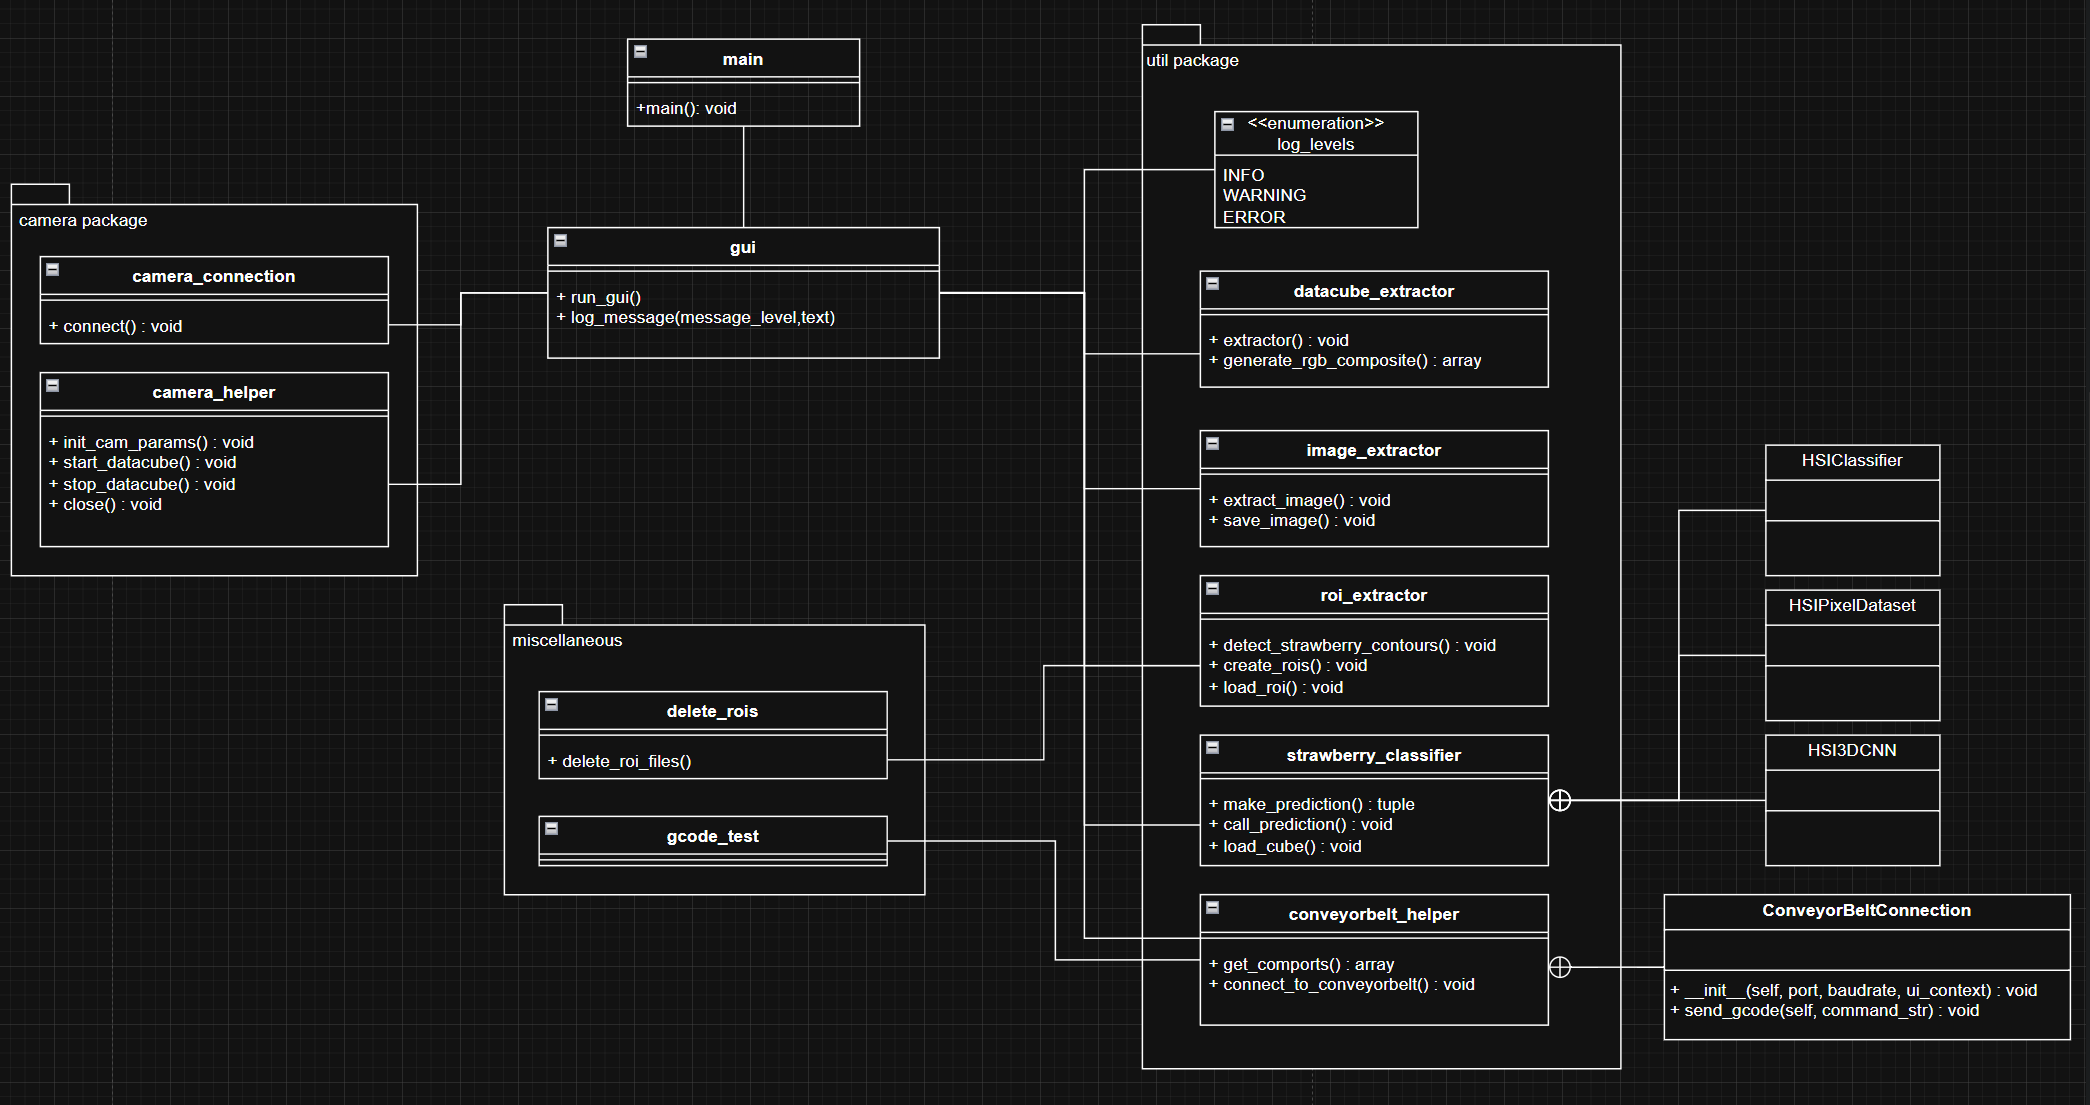 main
+main(): void
camera package
camera_connection
+ connect() : void
camera_helper
+ init_cam_params() : void
+ start_datacube() : void
+ stop_datacube() : void
+ close() : void
gui
+ run_gui()
+ log_message(message_level,text)
miscellaneous
delete_rois
+ delete_roi_files()
gcode_test
util package
<<enumeration>>
log_levels
INFO
WARNING
ERROR
datacube_extractor
+ extractor() : void
+ generate_rgb_composite() : array
image_extractor
+ extract_image() : void
+ save_image() : void
roi_extractor
+ detect_strawberry_contours() : void
+ create_rois() : void
+ load_roi() : void
strawberry_classifier
+ make_prediction() : tuple
+ call_prediction() : void
+ load_cube() : void
conveyorbelt_helper
+ get_comports() : array
+ connect_to_conveyorbelt() : void
HSIClassifier
HSIPixelDataset
HSI3DCNN
ConveyorBeltConnection
+ __init__(self, port, baudrate, ui_context) : void
+ send_gcode(self, command_str) : void